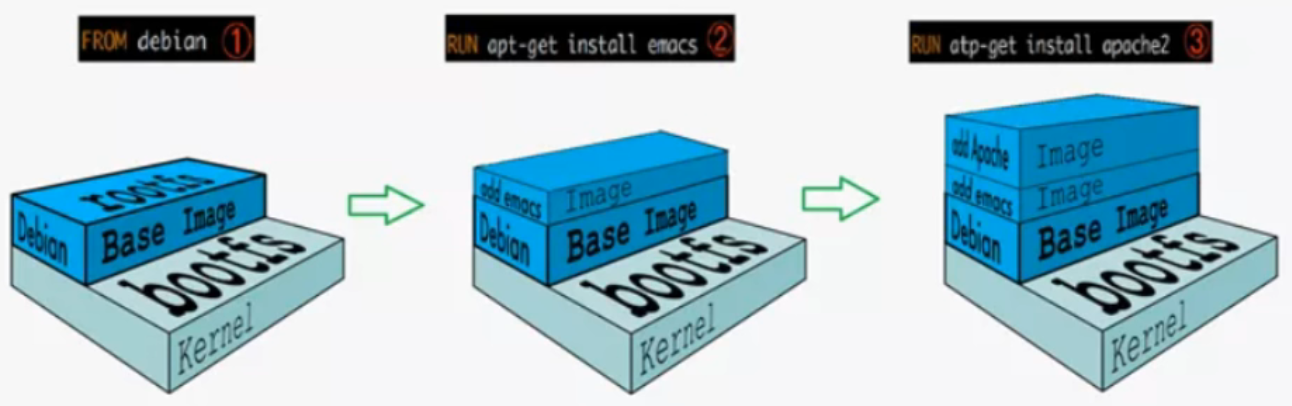 FROM debian ①
RUN apt-get install emacs ②
RUN atp-get install apache2 ③
rootfs
Debian
Base Image
bootfs
Kernel
add emacs
Image
Debian
Base Image
bootfs
Kernel
add Apache
Image
add emacs
Image
Debian
Base Image
bootfs
Kernel